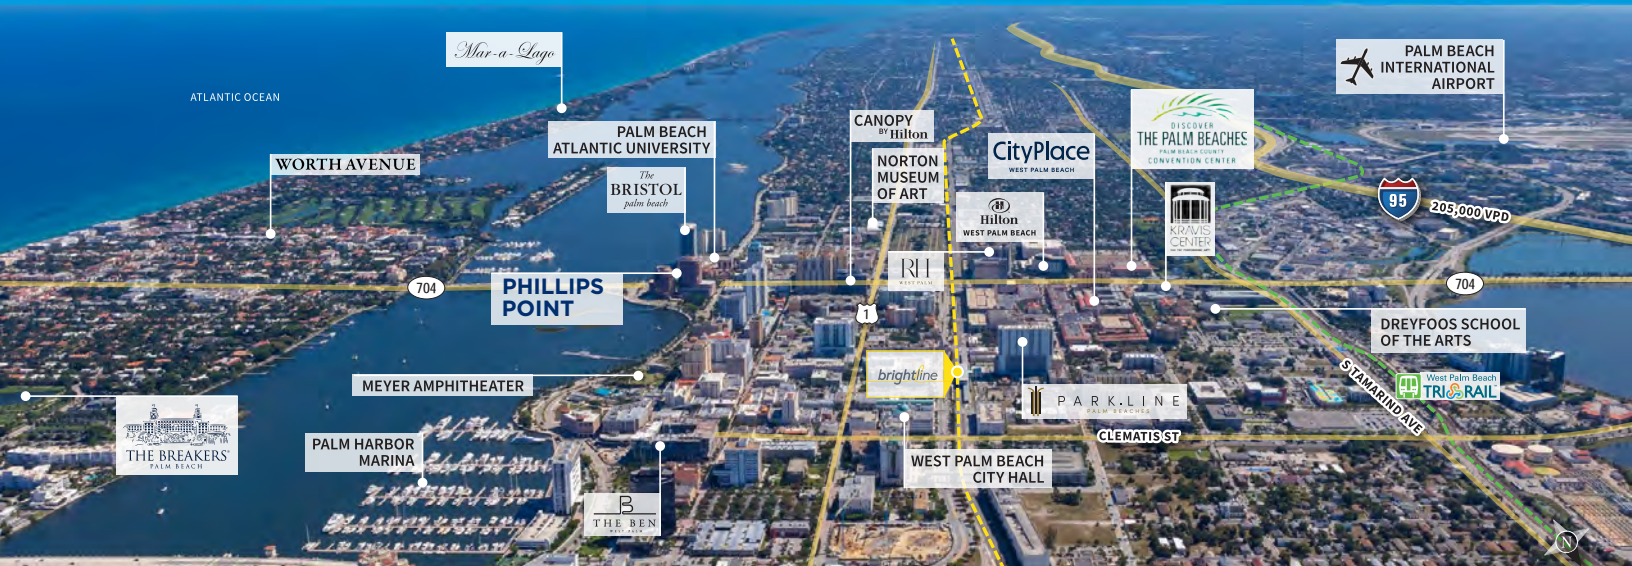 Mar-a-Lago
ATLANTIC OCEAN
PALM BEACH
INTERNATIONAL
AIRPORT
DISCOVER
THE PALM BEACHES
PALM BEACH COUNTY
CONVENTION CENTER
CANOPY
BY Hilton
PALM BEACH
ATLANTIC UNIVERSITY
WORTH AVENUE
NORTON
MUSEUM
OF ART
CityPlace
WEST PALM BEACH
The
BRISTOL
palm beach
Hilton
WEST PALM BEACH
KRAVIS
CENTER
95
205,000 VPD
RH
WEST PALM
704
PHILLIPS
POINT
704
1
DREYFOOS SCHOOL
OF THE ARTS
brightline
MEYER AMPHITHEATER
S TAMARIND AVE
West Palm Beach
TRI RAIL
PARK.LINE
PALM BEACHES
THE BREAKERS
PALM BEACH
PALM HARBOR
MARINA
CLEMATIS ST
WEST PALM BEACH
CITY HALL
B
THE BEN
WEST PALM
N